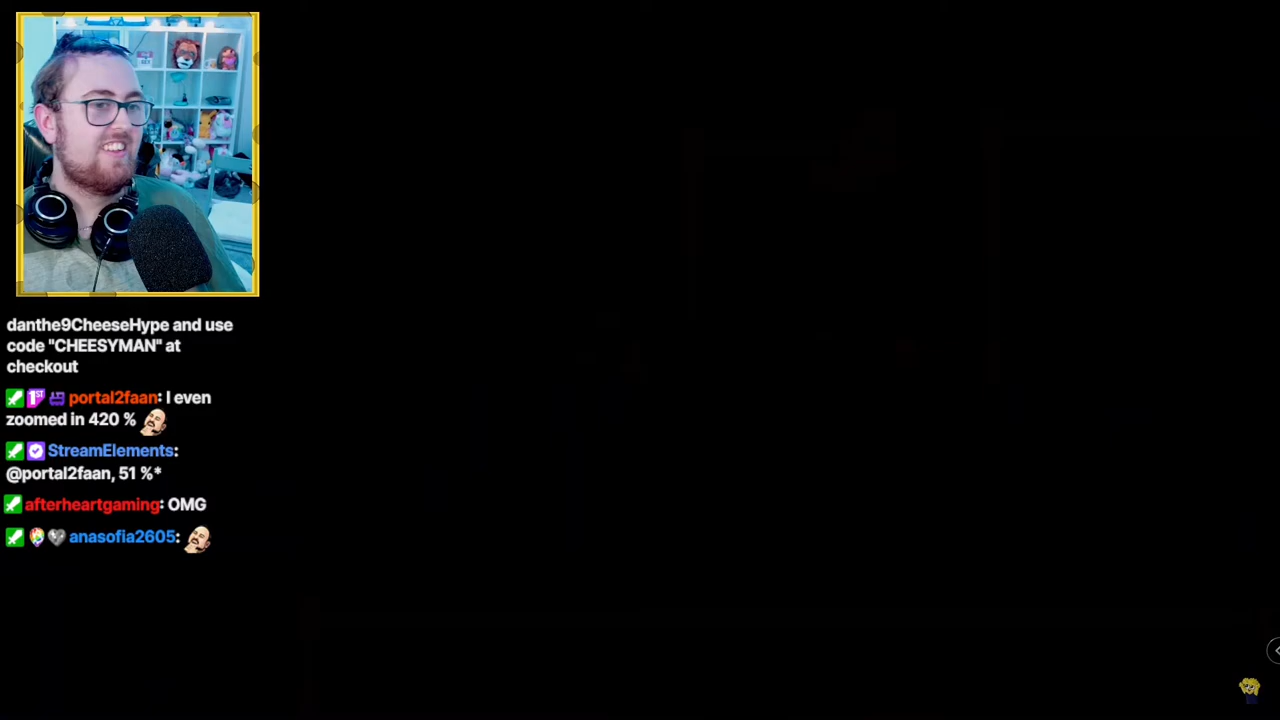 danthe9CheeseHype and use
code "CHEESYMAN" at
checkout
portal2faan: I even
zoomed in 420 %
StreamElements:
@portal2faan, 51 %*
afterheartgaming: OMG
anasofia2605: